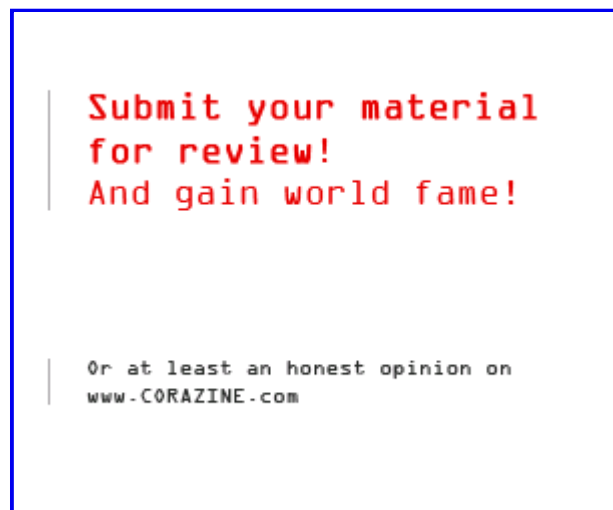 Submit your material
for review!
And gain world fame!
Or at least an honest opinion on
www.CORAZINE.com